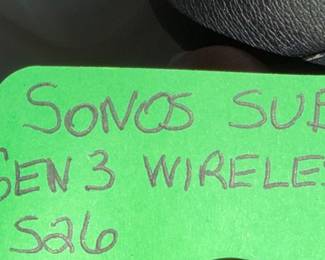 SONOS SUB
GEN 3 WIRELES
S26